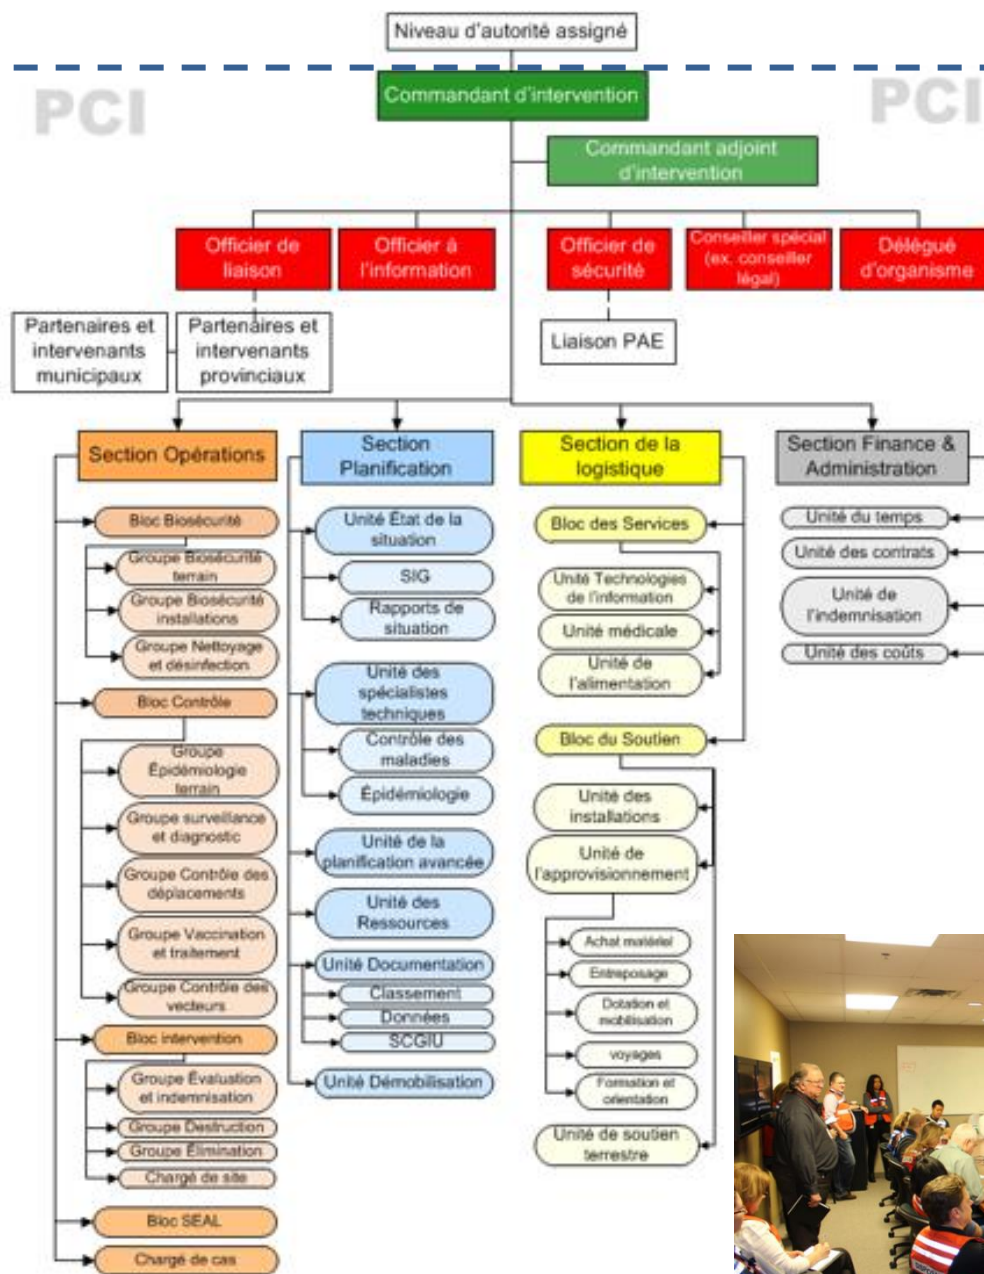 Niveau d'autorité assigné
PCI
PCI
Commandant d'intervention
Commandant adjoint
d'intervention
Officier de
liaison
Officier à
l'information
Officier de
sécurité
Conseiller spécial
(ex. conseiller
légal)
Délégué
d'organisme
Partenaires et
intervenants
municipaux
Partenaires et
intervenants
provinciaux
Liaison PAE
Section Opérations
Bloc Biosécurité
Groupe Biosécurité
terrain
Groupe Biosécurité
installations
Groupe Nettoyage
et désinfection
Bloc Contrôle
Groupe
Épidémiologie
terrain
Groupe surveillance
et diagnostic
Groupe Contrôle des
déplacements
Groupe Vaccination
et traitement
Groupe Contrôle des
vecteurs
Bloc intervention
Groupe Évaluation
et indemnisation
Groupe Destruction
Groupe Élimination
Chargé de site
Bloc SEAL
Chargé de cas
Section
Planification
Unité État de la
situation
SIG
Rapports de
situation
Unité des
spécialistes
techniques
Contrôle des
maladies
Épidémiologie
Unité de la
planification avancée
Unité des
Ressources
Unité Documentation
Classement
Données
SCGIU
Unité Démobilisation
Section de la
logistique
Bloc des Services
Unité Technologies
de l'information
Unité médicale
Unité de
l'alimentation
Bloc du Soutien
Unité des
installations
Unité de
l'approvisionnement
Achat matériel
Entreposage
Dotation et
mobilisation
voyages
Formation et
orientation
Unité de soutien
terrestre
Section Finance &
Administration
Unité du temps
Unité des contrats
Unité de
l'indemnisation
Unité des coûts